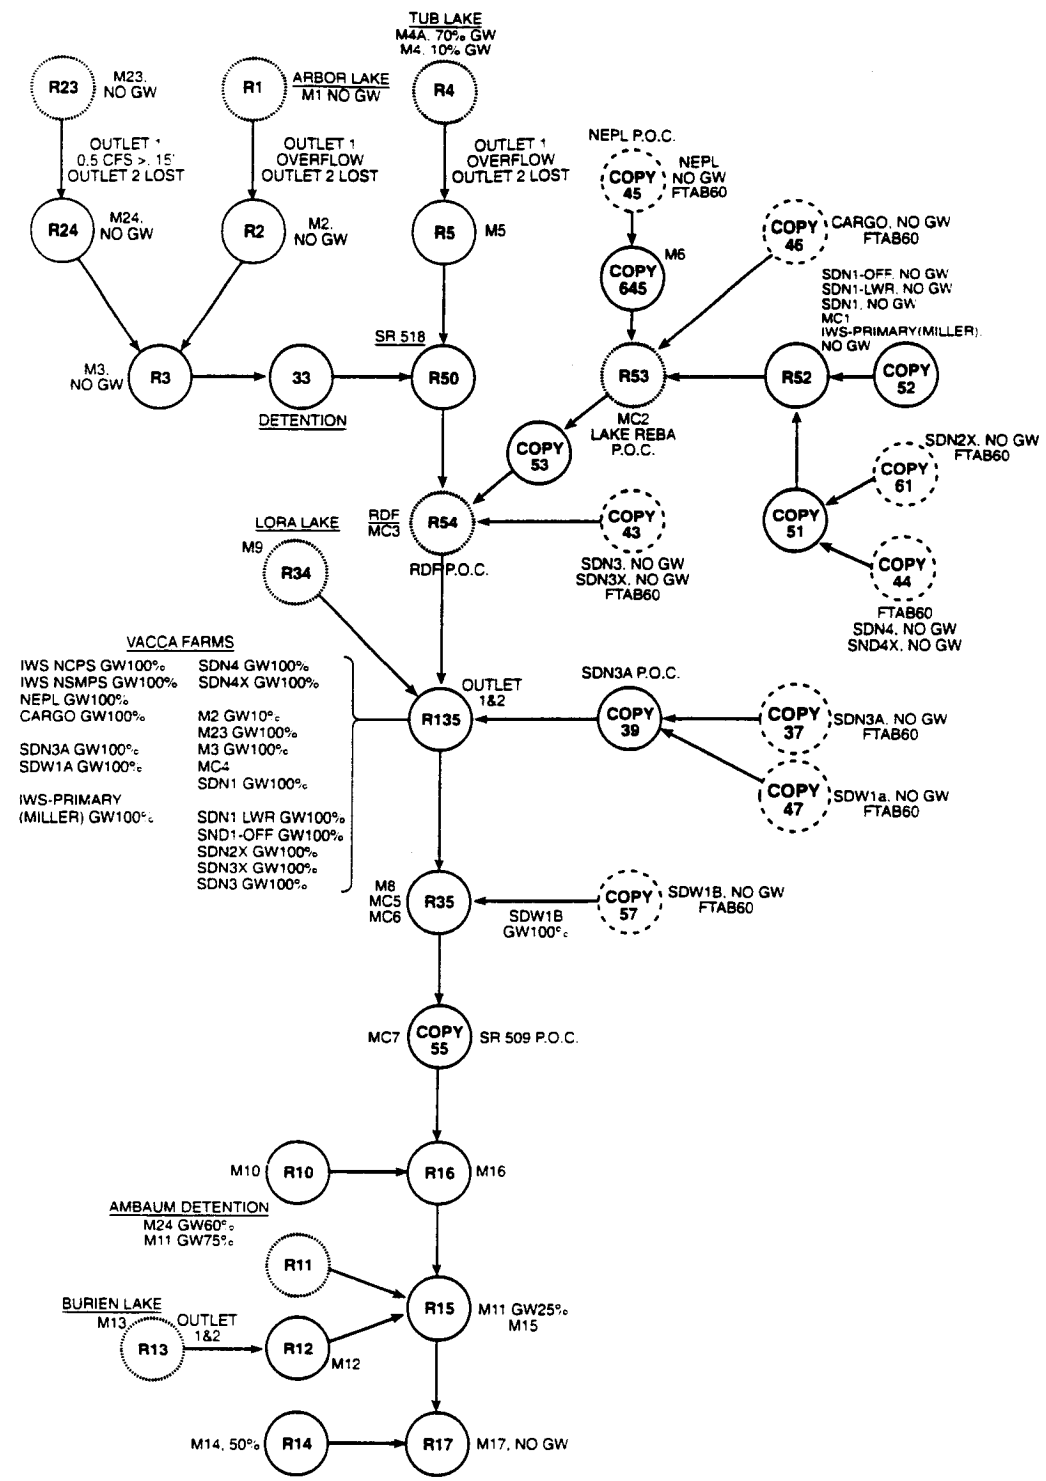 TUB LAKE
M4A. 70% GW
M4. 10% GW
R23
M23.
NO GW
R1
ARBOR LAKE
M1 NO GW
R4
OUTLET 1
0.5 CFS >. 15'
OUTLET 2 LOST
OUTLET 1
OVERFLOW
OUTLET 2 LOST
OUTLET 1
OVERFLOW
OUTLET 2 LOST
NEPL P.O.C.
COPY
45
NEPL
NO GW
FTAB60
R24
M24.
NO GW
R2
M2.
NO GW
R5
M5
COPY
46
CARGO. NO GW
FTAB60
COPY
645
M6
SDN1-OFF. NO GW
SDN1-LWR. NO GW
SDN1. NO GW
MC1
IWS-PRIMARY(MILLER).
NO GW
SR 518
M3.
NO GW
R3
33
DETENTION
R50
R53
MC2
LAKE REBA
P.O.C.
R52
COPY
52
COPY
53
SDN2X. NO GW
FTAB60
COPY
61
COPY
51
COPY
44
FTAB60
SDN4. NO GW
SND4X. NO GW
RDF
MC3
R54
RDF P.O.C.
COPY
43
SDN3. NO GW
SDN3X. NO GW
FTAB60
LORA LAKE
M9
R34
VACCA FARMS
IWS NCPS GW100%
IWS NSMPS GW100%
NEPL GW100%
CARGO GW100%
SDN3A GW100%
SDW1A GW100%
IWS-PRIMARY
(MILLER) GW100%
SDN4 GW100%
SDN4X GW100%
M2 GW10%
M23 GW100%
M3 GW100%
MC4
SDN1 GW100%
SDN1 LWR GW100%
SND1-OFF GW100%
SDN2X GW100%
SDN3X GW100%
SDN3 GW100%
R135
OUTLET
1&2
SDN3A P.O.C.
COPY
39
COPY
37
SDN3A. NO GW
FTAB60
COPY
47
SDW1a. NO GW
FTAB60
M8
MC5
MC6
R35
SDW1B
GW100%
COPY
57
SDW1B. NO GW
FTAB60
MC7
COPY
55
SR 509 P.O.C.
M10
R10
R16
M16
AMBAUM DETENTION
M24 GW60%
M11 GW75%
R11
R15
M11 GW25%
M15
BURIEN LAKE
M13
R13
OUTLET
1&2
R12
M12
M14, 50%
R14
R17
M17, NO GW